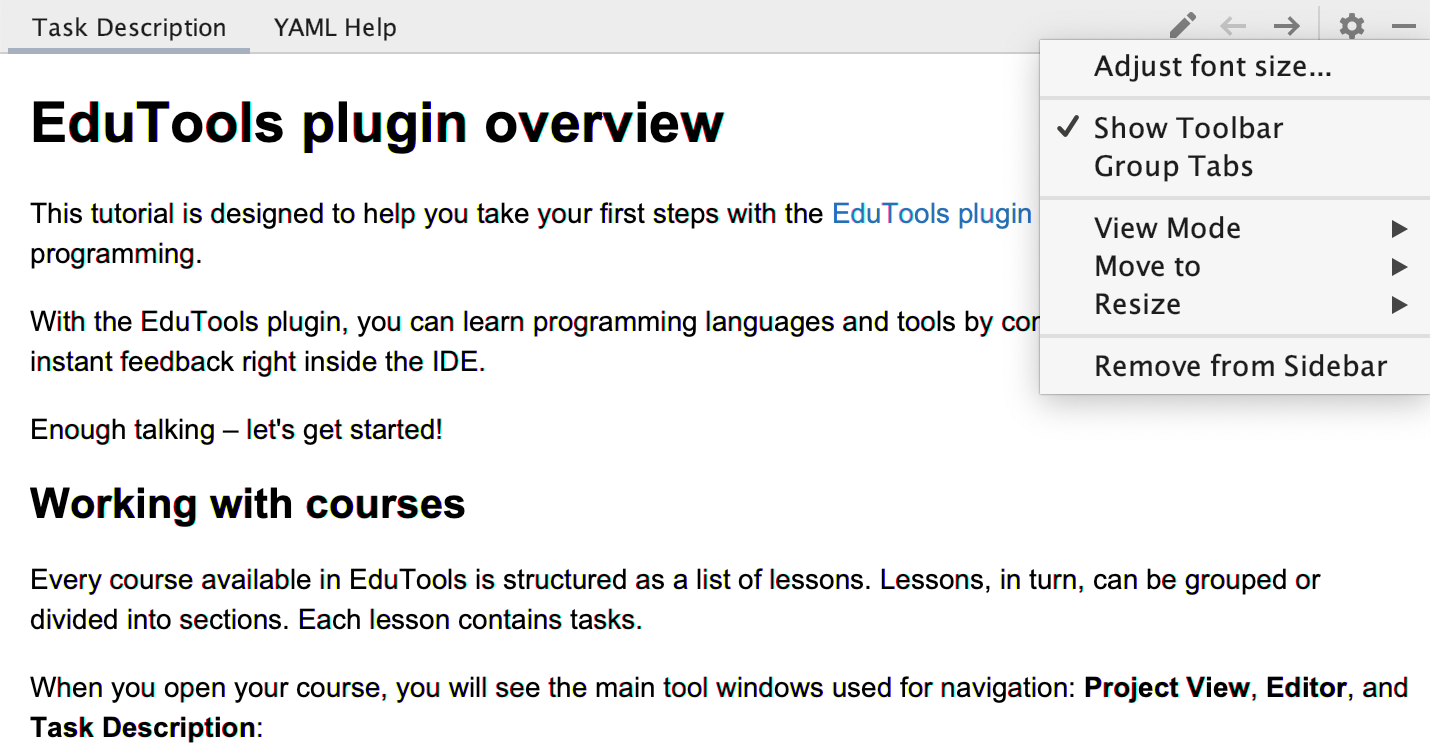 Task Description
YAML Help
Adjust font size...
Show Toolbar
Group Tabs
View Mode
Move to
Resize
Remove from Sidebar
EduTools plugin overview
This tutorial is designed to help you take your first steps with the EduTools plugin
programming.
With the EduTools plugin, you can learn programming languages and tools by
instant feedback right inside the IDE.
Enough talking – let's get started!
Working with courses
Every course available in EduTools is structured as a list of lessons. Lessons, in turn, can be grouped or
divided into sections. Each lesson contains tasks.
When you open your course, you will see the main tool windows used for navigation: Project View, Editor, and
Task Description: